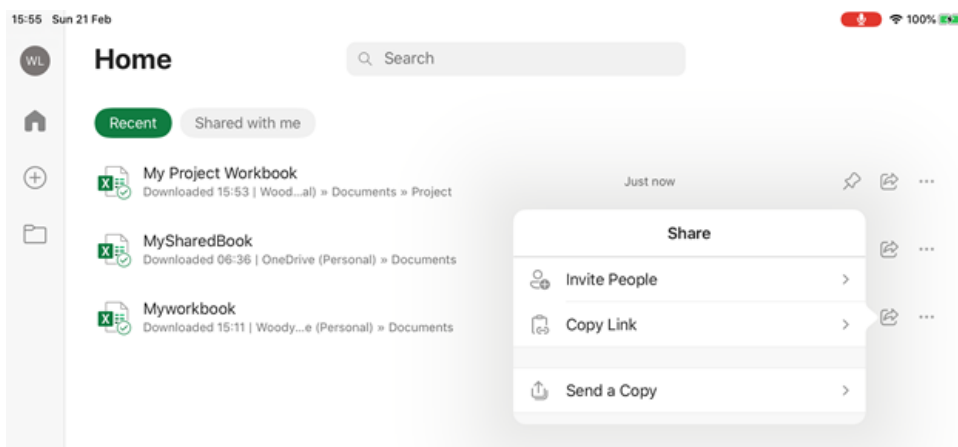 15:55 Sun 21 Feb
100%
WL
Home
Search
Recent
Shared with me
My Project Workbook
Downloaded 15:53 | Wood...al) » Documents » Project
Just now
MySharedBook
Downloaded 06:36 | OneDrive (Personal) » Documents
Myworkbook
Downloaded 15:11 | Woody...e (Personal) » Documents
Share
Invite People
Copy Link
Send a Copy